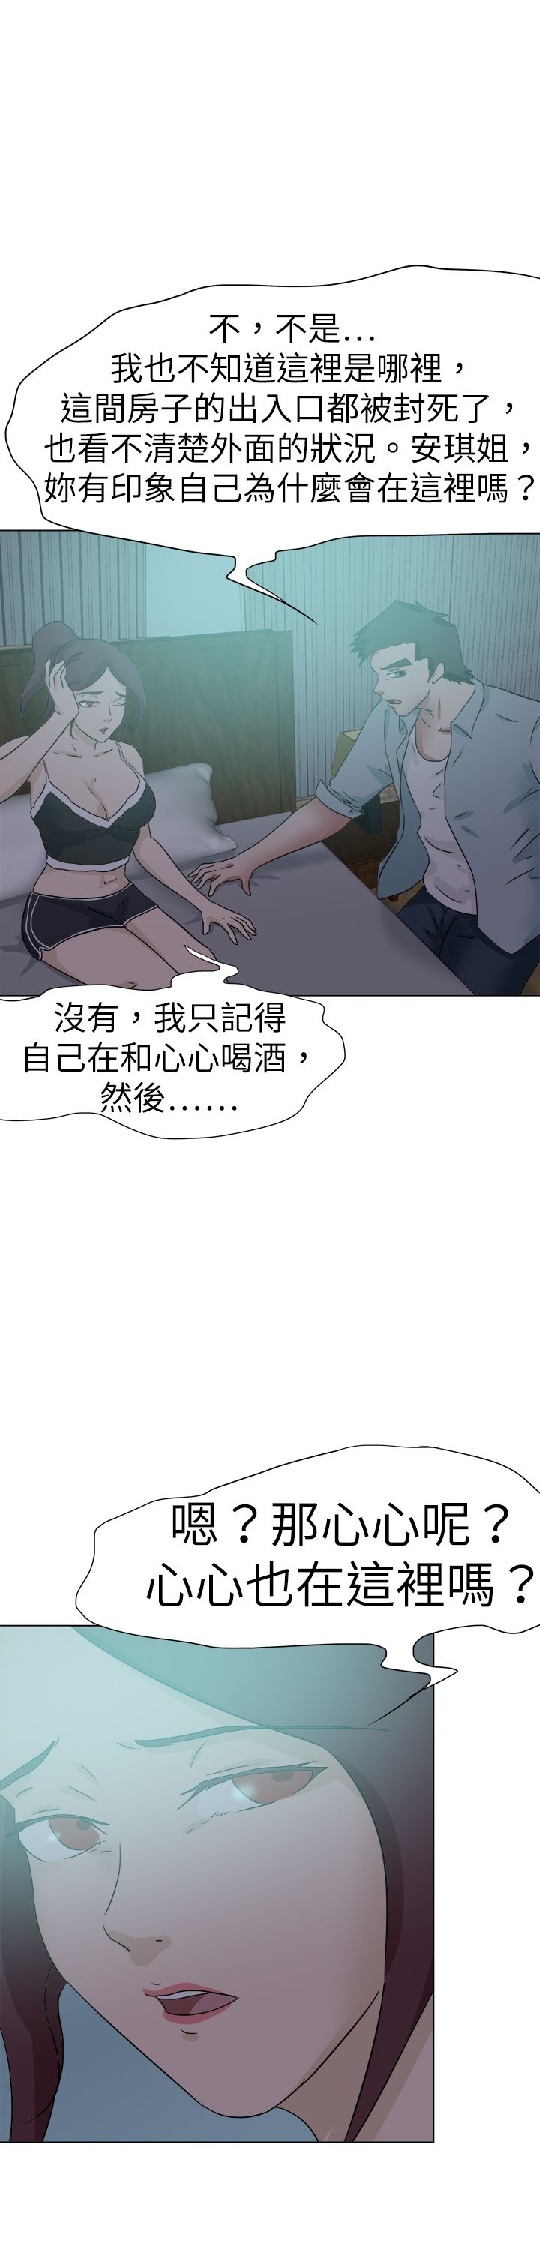 不，不是...
我也不知道這裡是哪裡，
這間房子的出入口都被封死了，
也看不清楚外面的狀況。安琪姐，
妳有印象自己為什麼會在這裡嗎？
沒有，我只記得
自己在和心心喝酒，
然後......
嗯？那心心呢？
心心也在這裡嗎？